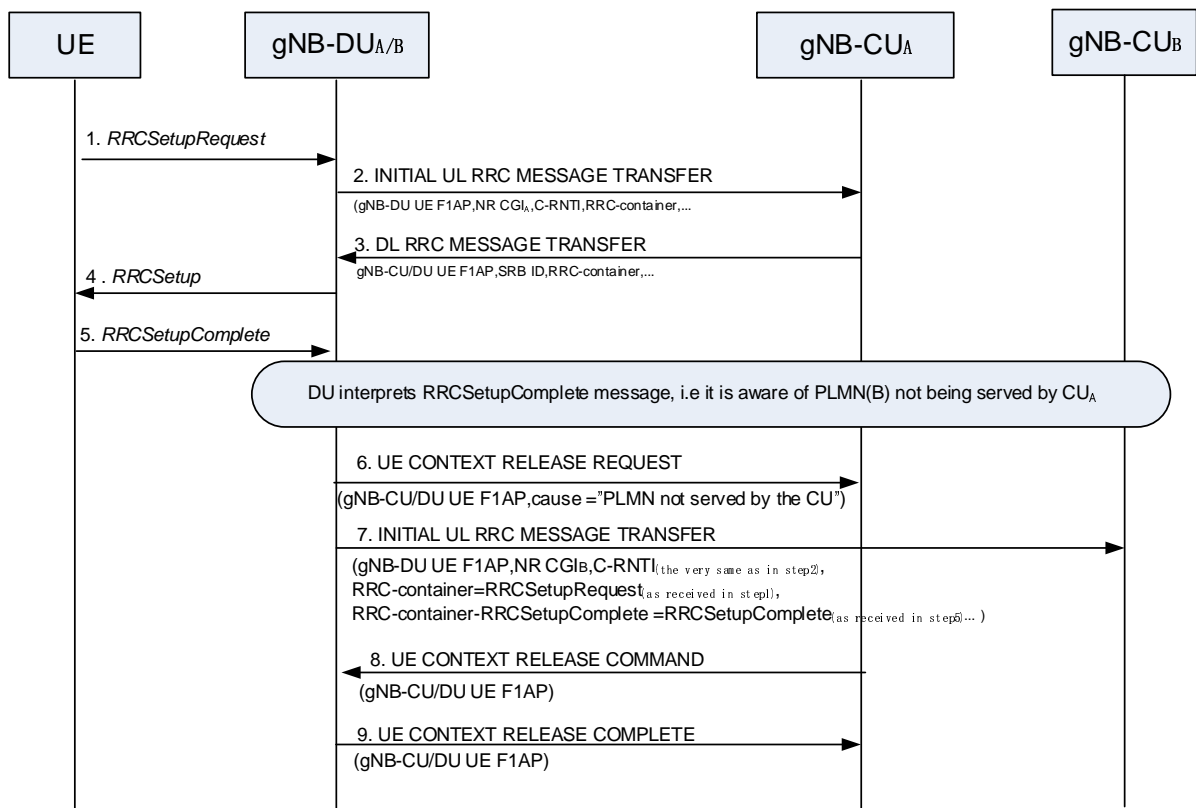 UE
gNB-DUA/B
gNB-CUA
gNB-CUB
1. RRCSetupRequest
2. INITIAL UL RRC MESSAGE TRANSFER
(gNB-DU UE F1AP,NR CGIA,C-RNTI,RRC-container,...
3. DL RRC MESSAGE TRANSFER
gNB-CU/DU UE F1AP,SRB ID,RRC-container,...
4 . RRCSetup
5. RRCSetupComplete
DU interprets RRCSetupComplete message, i.e it is aware of PLMN(B) not being served by CUA
6. UE CONTEXT RELEASE REQUEST
(gNB-CU/DU UE F1AP,cause ="PLMN not served by the CU")
7. INITIAL UL RRC MESSAGE TRANSFER
(gNB-DU UE F1AP,NR CGIB,C-RNTI(the very same as in step2),
RRC-container=RRCSetupRequest(as received in step1),
RRC-container-RRCSetupComplete =RRCSetupComplete(as received in step5)... )
8. UE CONTEXT RELEASE COMMAND
(gNB-CU/DU UE F1AP)
9. UE CONTEXT RELEASE COMPLETE
(gNB-CU/DU UE F1AP)